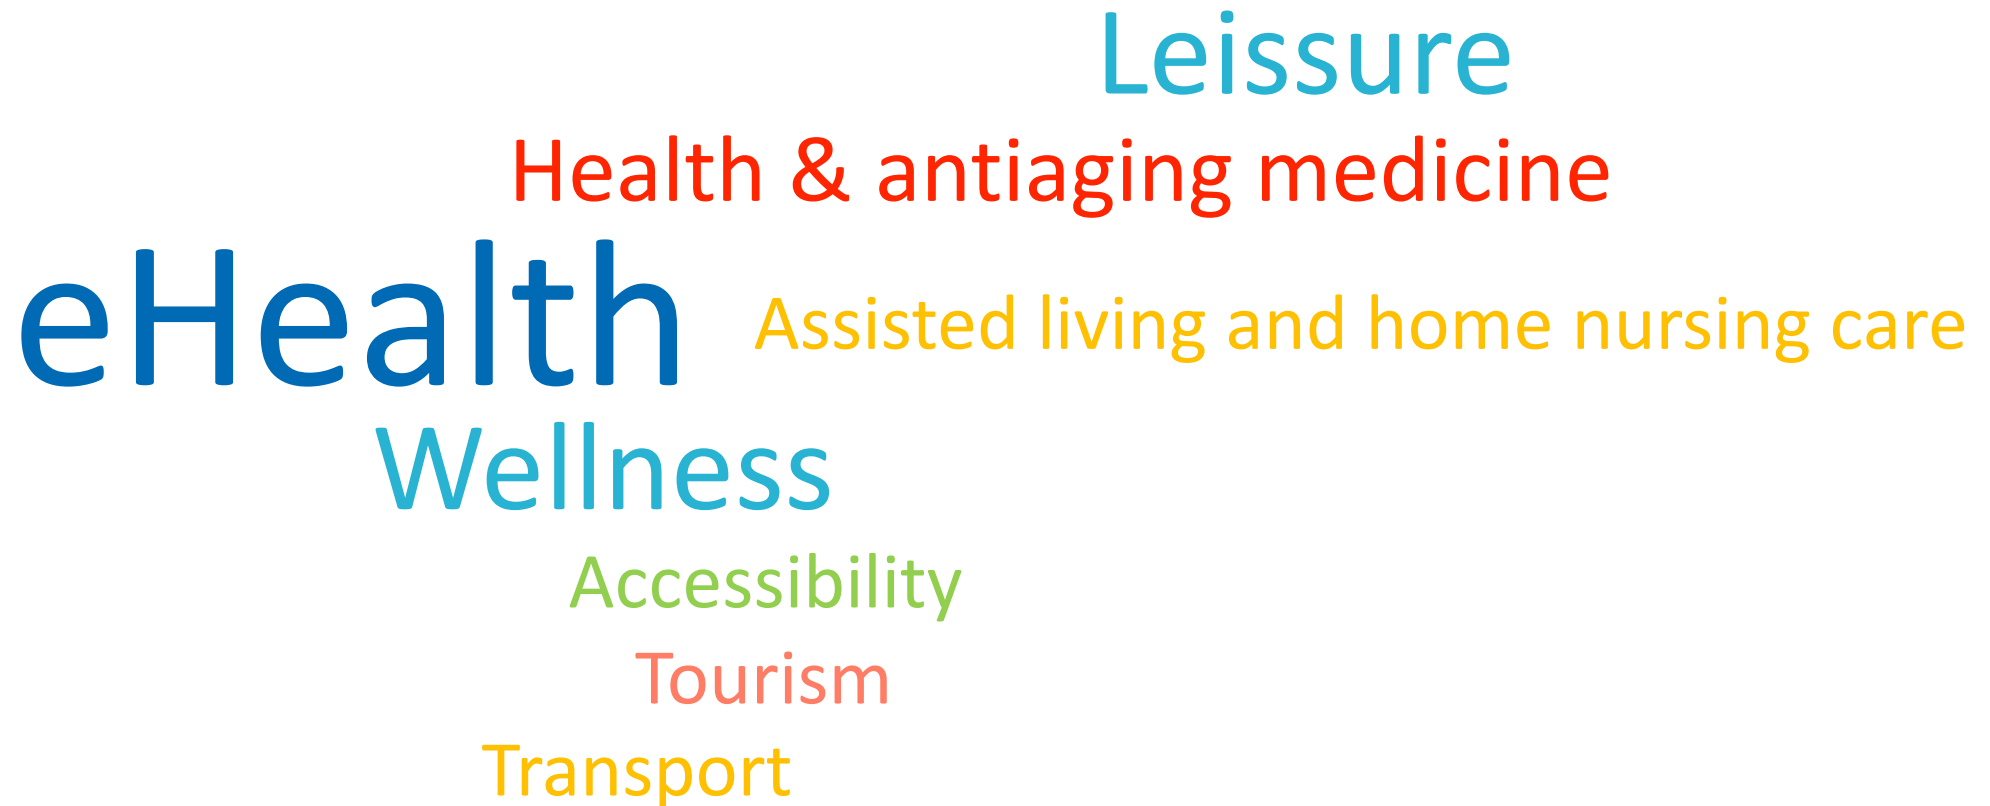 Leissure
Health & antiaging medicine
eHealth
Assisted living and home nursing care
Wellness
Accessibility
Tourism
Transport